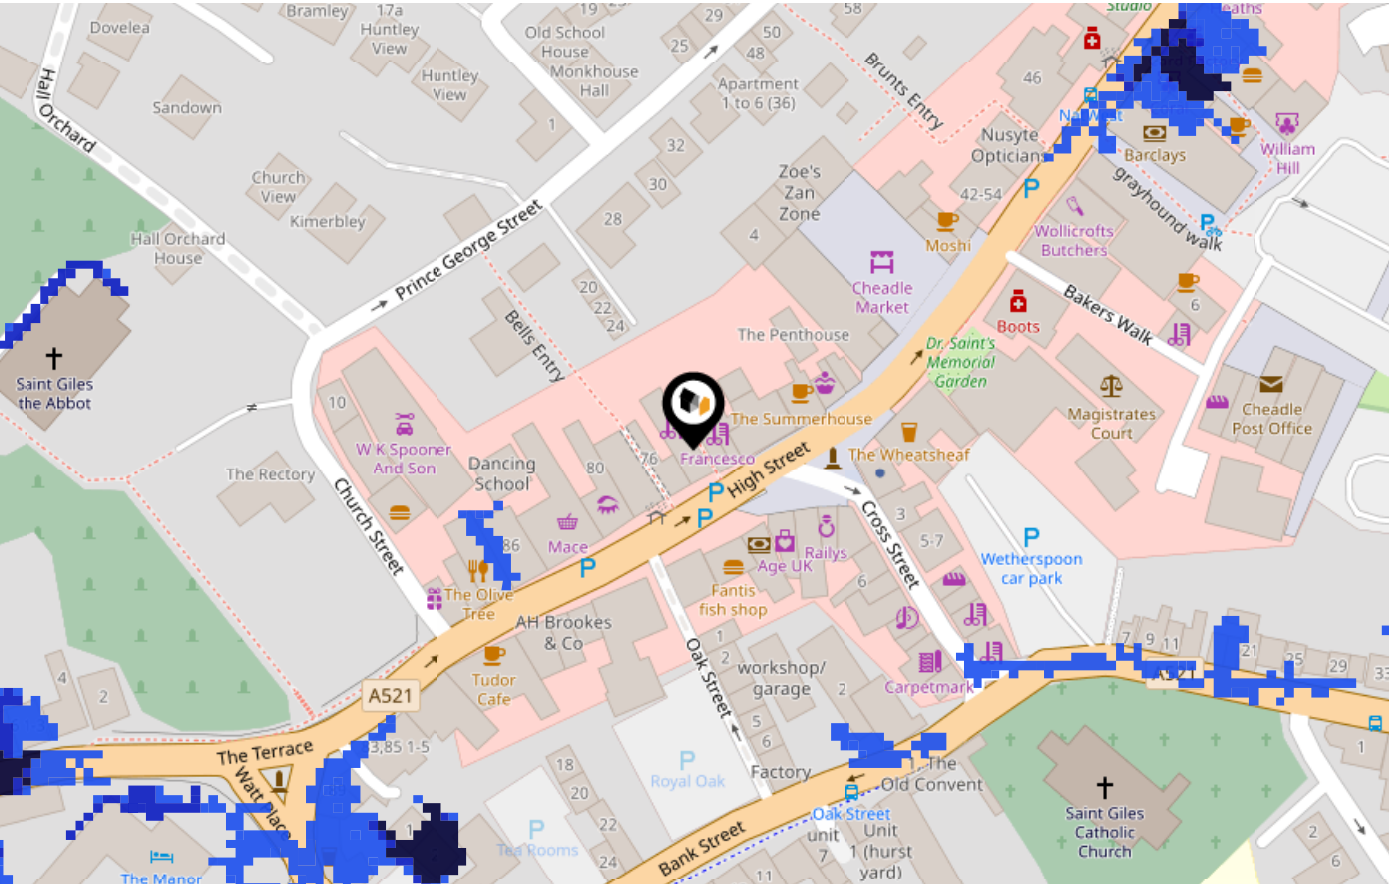 Dovelea
Bramley
17a
Huntley
View
19
Old School
House
Monkhouse
Hall
29
25
50
48
58
Studio
eaths
Hall Orchard
Sandown
Huntley
View
Apartment
1 to 6 (36)
Brunts Entry
46
NatWest
Nusyte
Opticians
Barclays
William
Hill
1
32
30
28
Zoe's
Zan
Zone
4
42-54
Moshi
Wollicrofts
Butchers
grayhound walk
P
P
Church
View
Kimerbley
Hall Orchard
House
Prince George Street
20
22
24
Bells Entry
Cheadle
Market
The Penthouse
Boots
Bakers Walk
6
Dr. Saint's
Memorial
Garden
Saint Giles
the Abbot
10
W K Spooner
And Son
The Rectory
Dancing
School
80
76
Francesco
The Summerhouse
The Wheatsheaf
Magistrates
Court
Cheadle
Post Office
High Street
P
P
P
Church Street
86
Mace
The Olive
Tree
Age UK
Railys
Fantis
fish shop
Cross Street
3
5-7
6
P
Wetherspoon
car park
AH Brookes
& Co
Tudor
Cafe
A521
Oak Street
1
2
workshop/
garage
2
5
6
Factory
Carpetmark
7
9
11
21
25
29
33
A521
4
2
The Terrace
Watt Place
3,85 1-5
1
18
20
22
24
P
Royal Oak
P
Tea Rooms
The Manor
Bank Street
Oak Street
1, The
Old Convent
unit
7
Unit
1 (hurst
yard)
11
Saint Giles
Catholic
Church
1
2
6